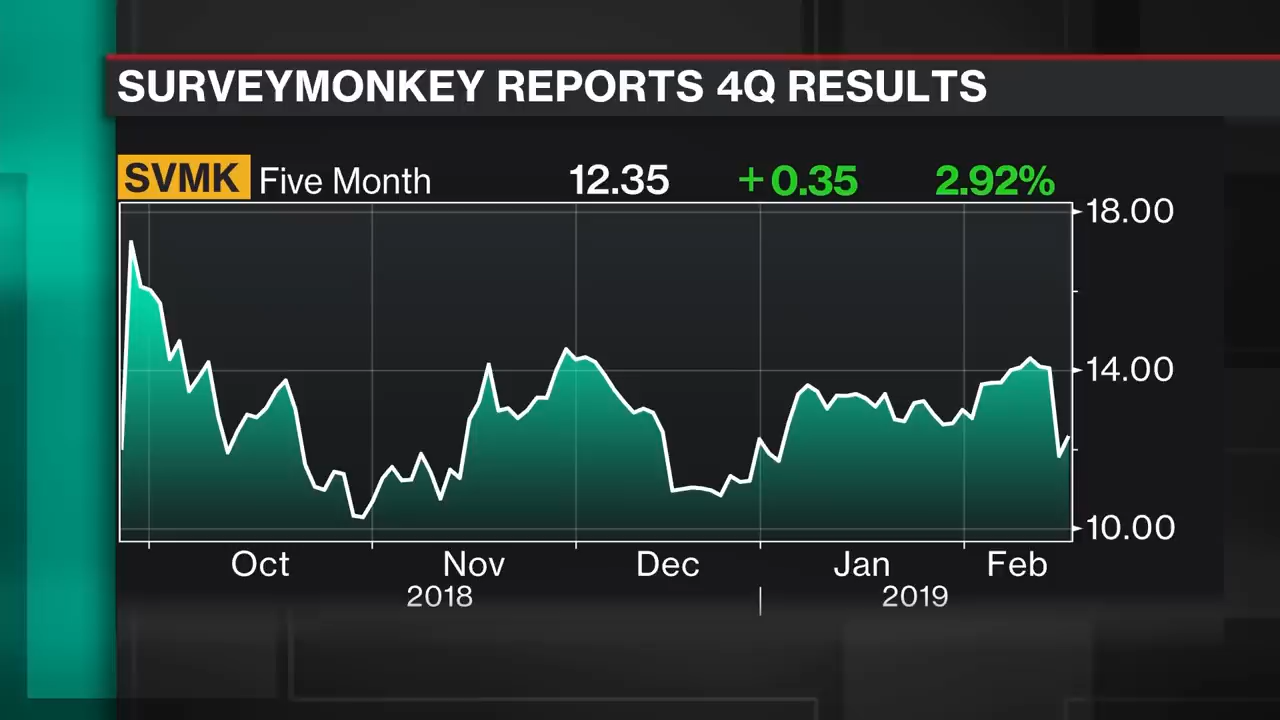 SURVEYMONKEY REPORTS 4Q RESULTS
SVMK Five Month 12.35 +0.35 2.92%
18.00
14.00
10.00
Oct Nov Dec Jan Feb
2018 2019